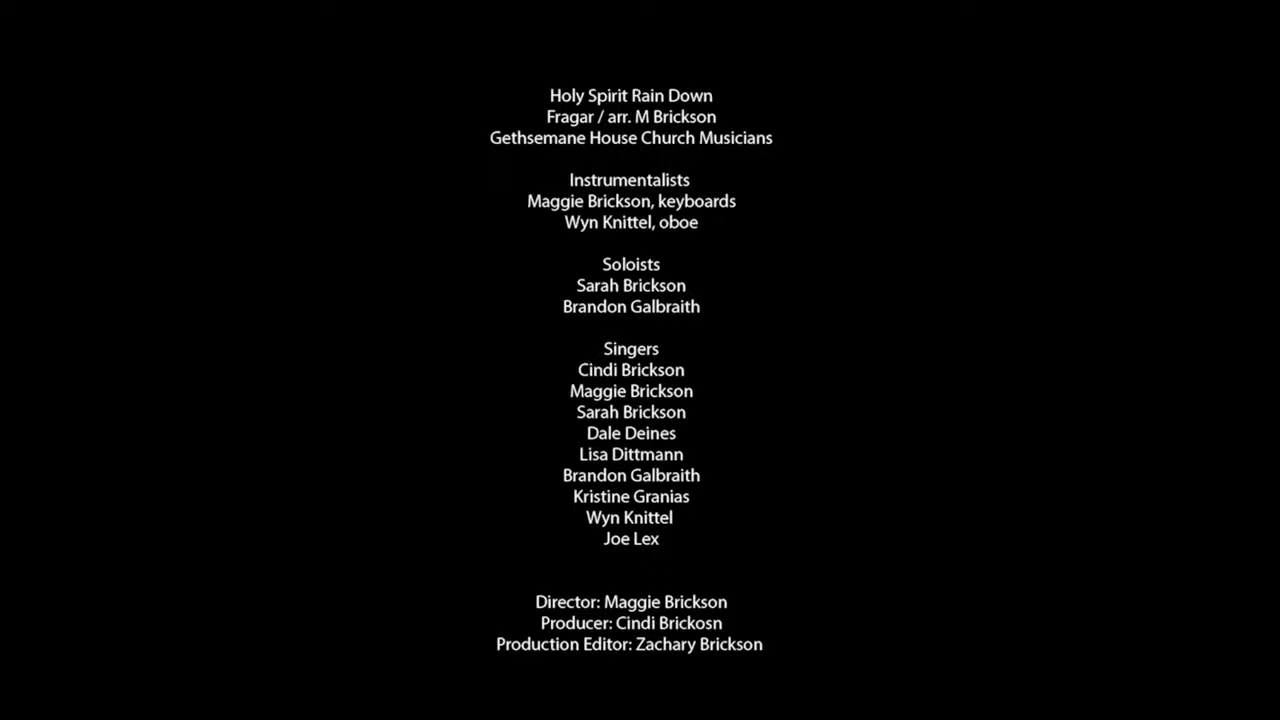 Holy Spirit Rain Down
Fragar / arr. M Brickson
Gethsemane House Church Musicians
Instrumentalists
Maggie Brickson, keyboards
Wyn Knittel, oboe
Soloists
Sarah Brickson
Brandon Galbraith
Singers
Cindi Brickson
Maggie Brickson
Sarah Brickson
Dale Deines
Lisa Dittmann
Brandon Galbraith
Kristine Granias
Wyn Knittel
Joe Lex
Director: Maggie Brickson
Producer: Cindi Brickosn
Production Editor: Zachary Brickson